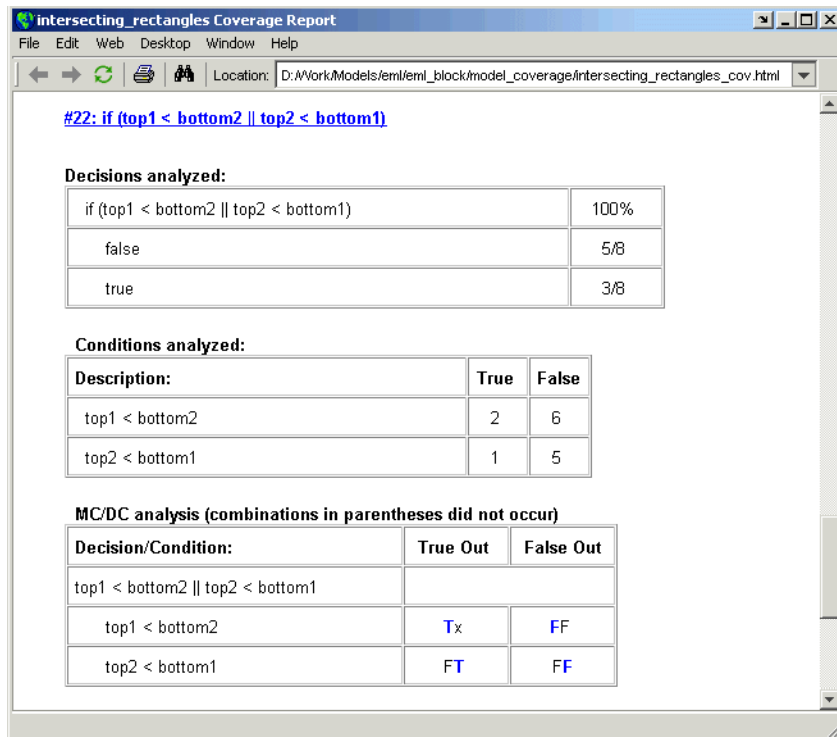 intersecting_rectangles Coverage Report
File Edit Web Desktop Window Help
Location: D:/Work/Models/eml/eml_block/model_coverage/intersecting_rectangles_cov.html
#22: if (top1 < bottom2 || top2 < bottom1)
Decisions analyzed:
if (top1 < bottom2 || top2 < bottom1) 100%
false 5/8
true 3/8
Conditions analyzed:
Description: True False
top1 < bottom2 2 6
top2 < bottom1 1 5
MC/DC analysis (combinations in parentheses did not occur)
Decision/Condition: True Out False Out
top1 < bottom2 || top2 < bottom1
top1 < bottom2 Tx FF
top2 < bottom1 FT FF